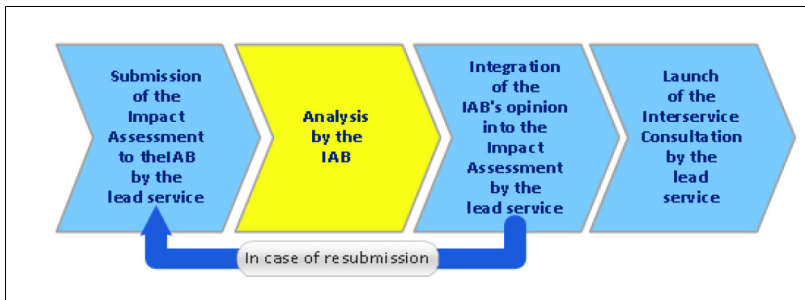 Submission
of the
Impact
Assessment
to theIAB
by the
lead service
Analysis
by the
IAB
Integration
of the
IAB's opinion
into the
Impact
Assessment
by the
lead service
Launch
of the
Interservice
Consultation
by the
lead
service
In case of resubmission